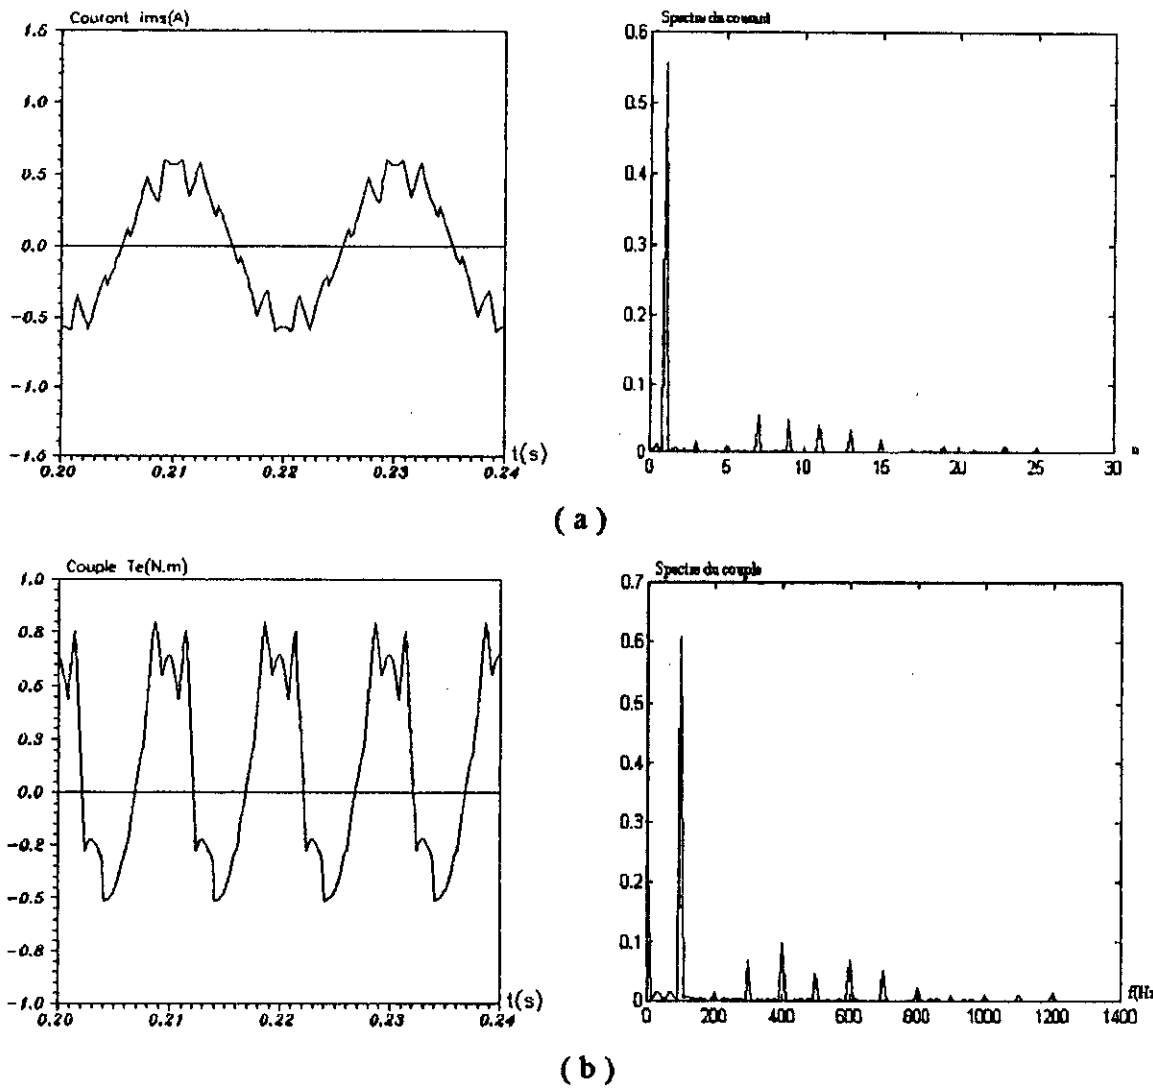 Courant ims(A)
1.5
1.0
0.5
0.0
-0.5
-1.0
-1.5
0.20 0.21 0.22 0.23 0.24
t(s)
Spectre du courant
0.6
0.5
0.4
0.3
0.2
0.1
0
0 5 10 15 20 25 30
n
( a )
Couple Te(N.m)
1.0
0.8
0.5
0.3
0.0
-0.2
-0.5
-0.8
-1.0
0.20 0.21 0.22 0.23 0.24
t(s)
Spectre du couple
0.7
0.6
0.5
0.4
0.3
0.2
0.1
0
0 200 400 600 800 1000 1200 1400
f(Hz
( b )